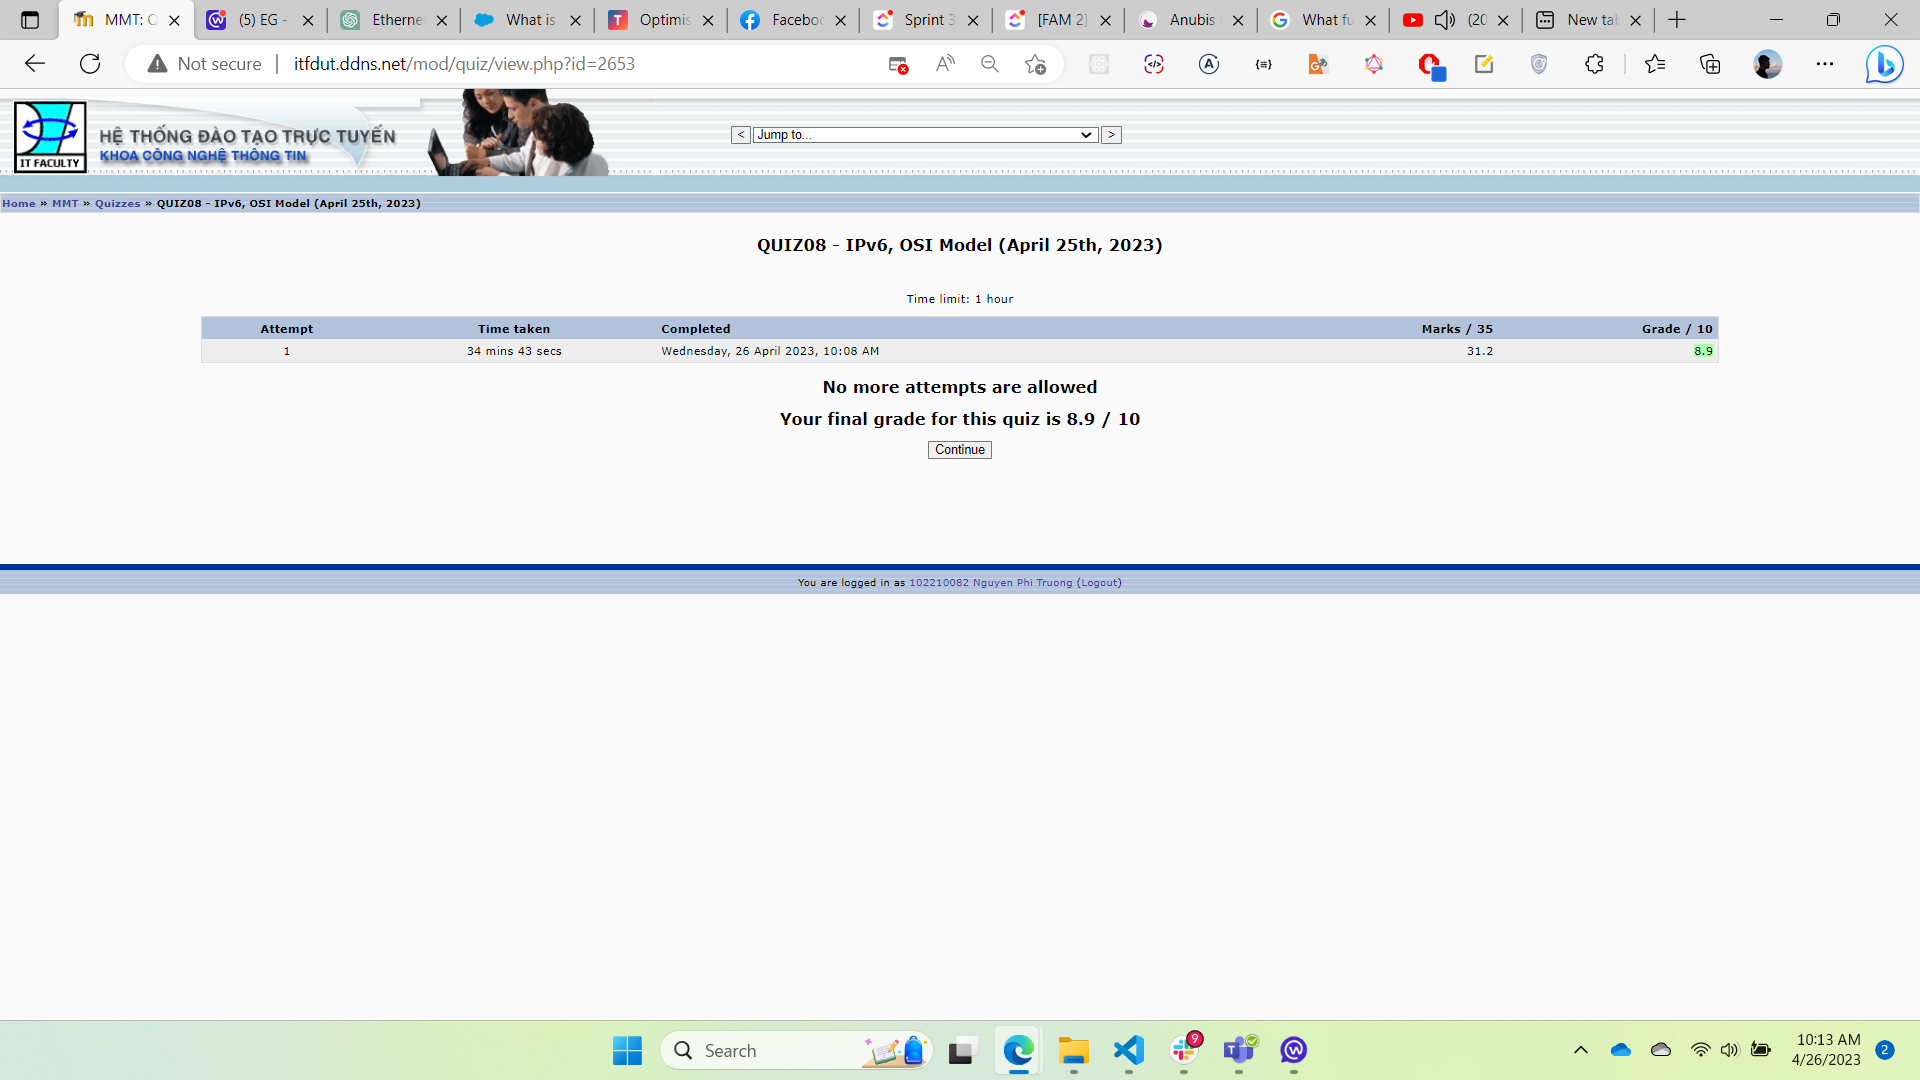 MMT: Q
(5) EG -
Etherne
What is
Optimis
Faceboo
Sprint 3
[FAM 2]
Anubis
What fu
(20
New tab
Not secure
itfdut.ddns.net/mod/quiz/view.php?id=2653
IT FACULTY
HỆ THỐNG ĐÀO TẠO TRỰC TUYẾN
KHOA CÔNG NGHỆ THÔNG TIN
< Jump to... >
Home » MMT » Quizzes » QUIZ08 - IPv6, OSI Model (April 25th, 2023)
QUIZ08 - IPv6, OSI Model (April 25th, 2023)
Time limit: 1 hour
Attempt Time taken Completed Marks / 35 Grade / 10
1 34 mins 43 secs Wednesday, 26 April 2023, 10:08 AM 31.2 8.9
No more attempts are allowed
Your final grade for this quiz is 8.9 / 10
Continue
You are logged in as 102210082 Nguyen Phi Truong (Logout)
Search
9
10:13 AM
4/26/2023
2